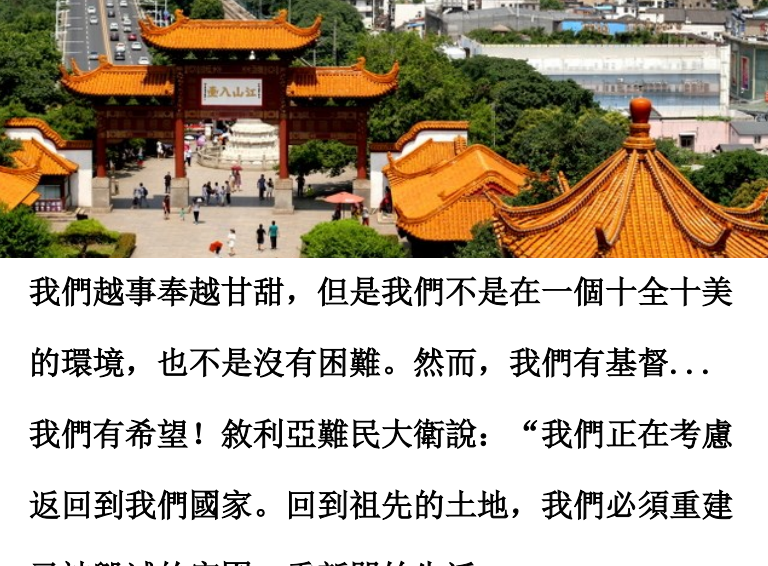 江山入畫
我們越事奉越甘甜，但是我們不是在一個十全十美
的環境，也不是沒有困難。然而，我們有基督...
我們有希望！敘利亞難民大衛說：“我們正在考慮
返回到我們國家。回到祖先的土地，我們必須重建